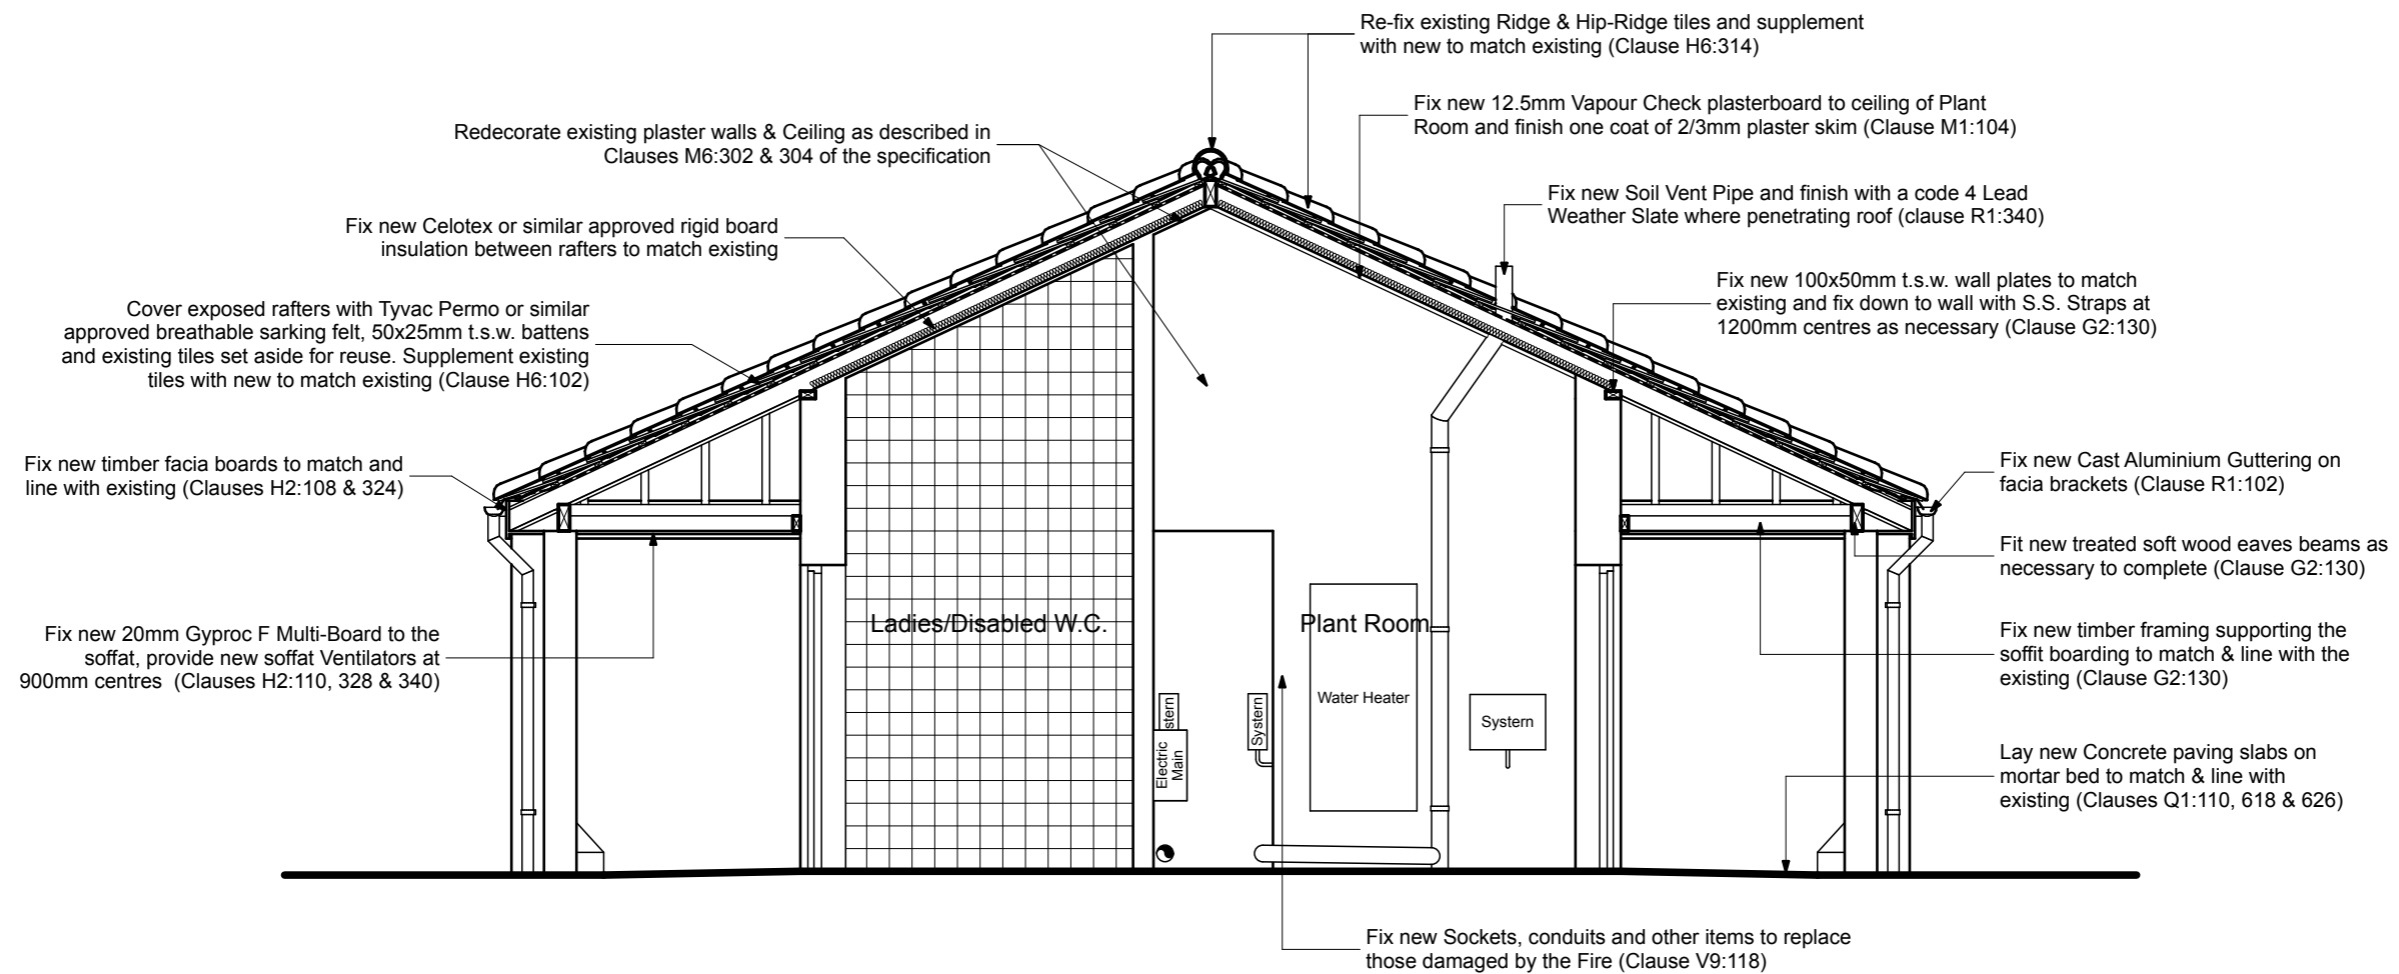 Re-fix existing Ridge & Hip-Ridge tiles and supplement
with new to match existing (Clause H6:314)
Fix new 12.5mm Vapour Check plasterboard to ceiling of Plant
Room and finish one coat of 2/3mm plaster skim (Clause M1:104)
Redecorate existing plaster walls & Ceiling as described in
Clauses M6:302 & 304 of the specification
Fix new Soil Vent Pipe and finish with a code 4 Lead
Weather Slate where penetrating roof (clause R1:340)
Fix new Celotex or similar approved rigid board
insulation between rafters to match existing
Fix new 100x50mm t.s.w. wall plates to match
existing and fix down to wall with S.S. Straps at
1200mm centres as necessary (Clause G2:130)
Cover exposed rafters with Tyvac Permo or similar
approved breathable sarking felt, 50x25mm t.s.w. battens
and existing tiles set aside for reuse. Supplement existing
tiles with new to match existing (Clause H6:102)
Fix new timber facia boards to match and
line with existing (Clauses H2:108 & 324)
Fix new Cast Aluminium Guttering on
facia brackets (Clause R1:102)
Fit new treated soft wood eaves beams as
necessary to complete (Clause G2:130)
Fix new 20mm Gyproc F Multi-Board to the
soffat, provide new soffat Ventilators at
900mm centres (Clauses H2:110, 328 & 340)
Ladies/Disabled W.C.
Plant Room
Fix new timber framing supporting the
soffit boarding to match & line with the
existing (Clause G2:130)
Water Heater
stern
Electric
Main
Systern
Systern
Lay new Concrete paving slabs on
mortar bed to match & line with
existing (Clauses Q1:110, 618 & 626)
Fix new Sockets, conduits and other items to replace
those damaged by the Fire (Clause V9:118)